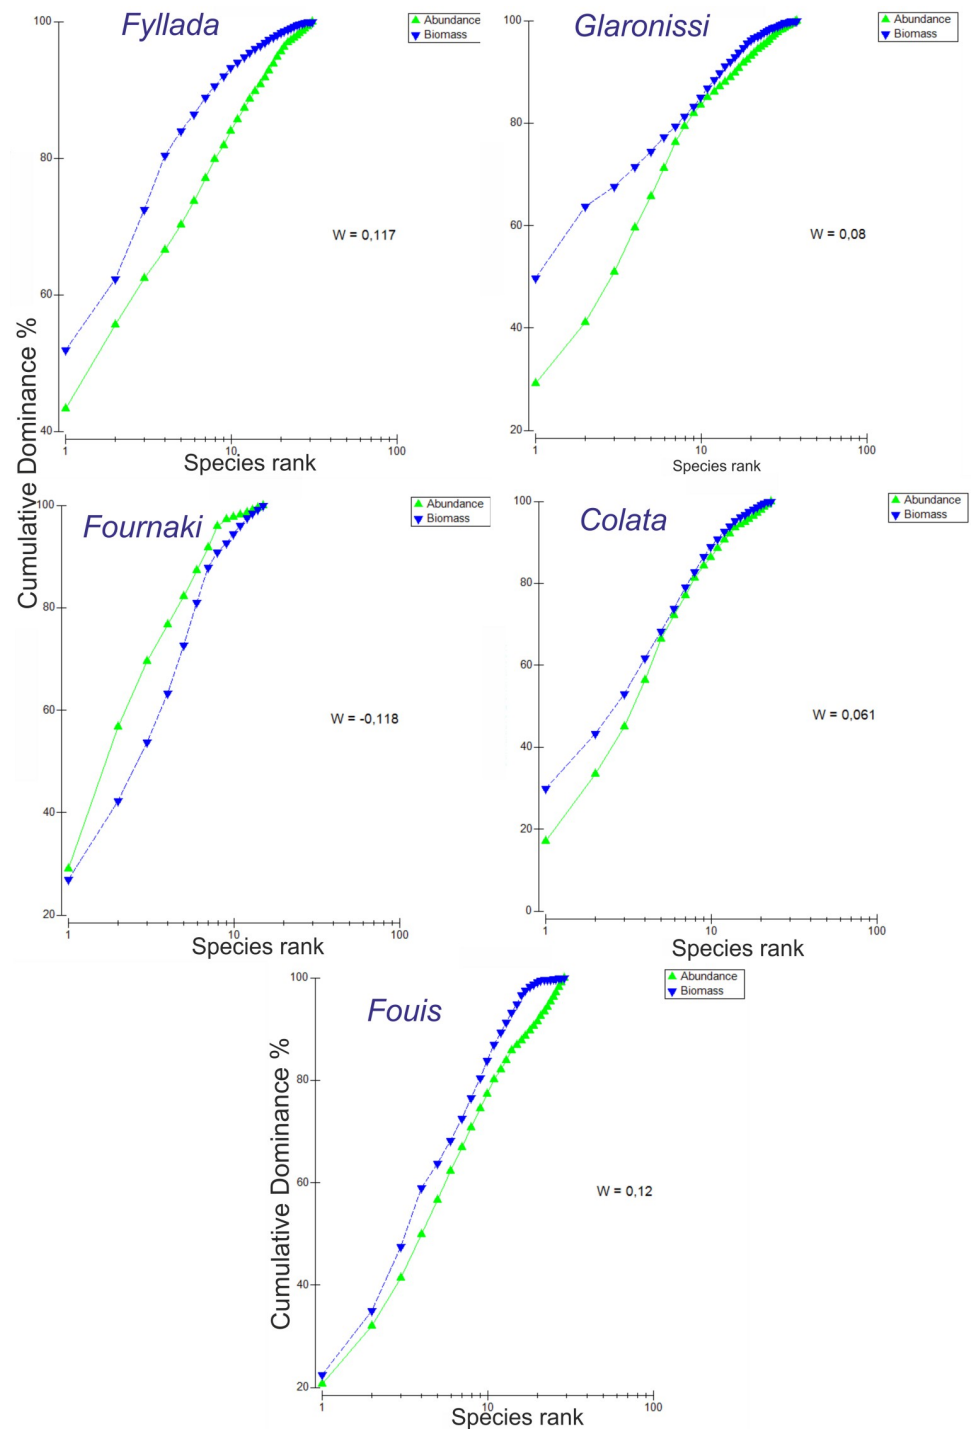 Fyllada
Abundance
Biomass
100
80
60
40
W = 0,117
1
10
100
Species rank
Glaronissi
Abundance
Biomass
100
80
60
40
20
W = 0,08
1
10
100
Species rank
Cumulative Dominance %
Fournaki
Abundance
Biomass
100
80
60
40
20
W = -0,118
1
10
100
Species rank
Colata
Abundance
Biomass
100
80
60
40
20
0
W = 0,061
1
10
100
Species rank
Fouis
Abundance
Biomass
Cumulative Dominance %
100
80
60
40
20
W = 0,12
1
10
100
Species rank